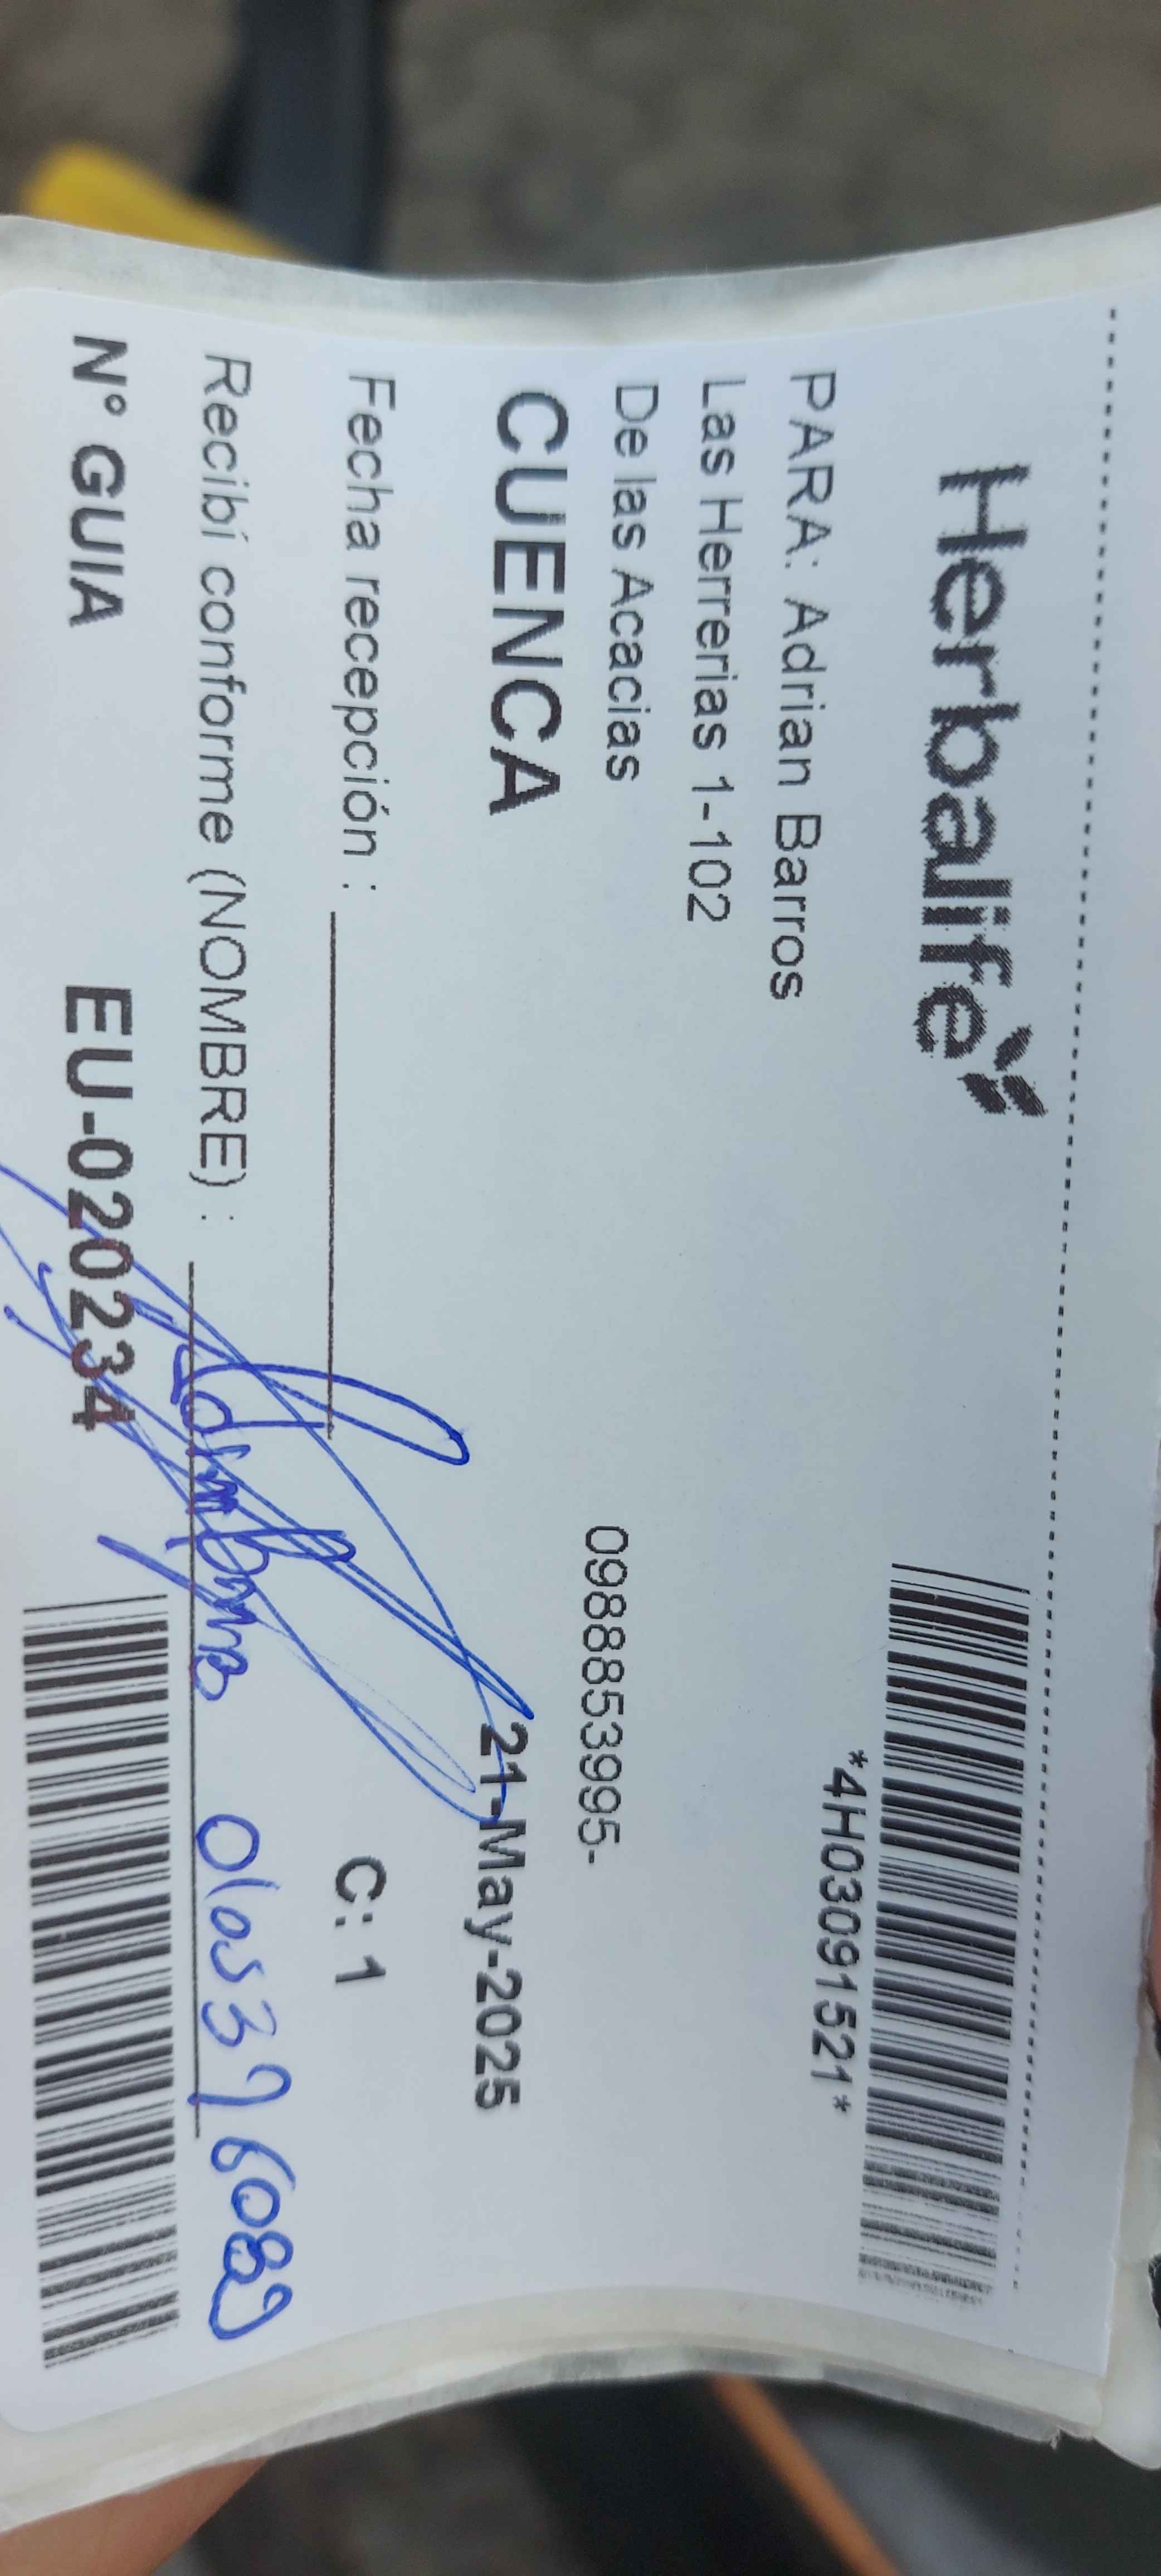 Herbalife
*4H03091521*
PARA: Adrian Barros
Las Herrerias 1-102
De las Acacias
0988853995-
CUENCA
21-May-2025
Fecha recepción :
C: 1
Recibí conforme (NOMBRE) :
N° GUIA EU-020234